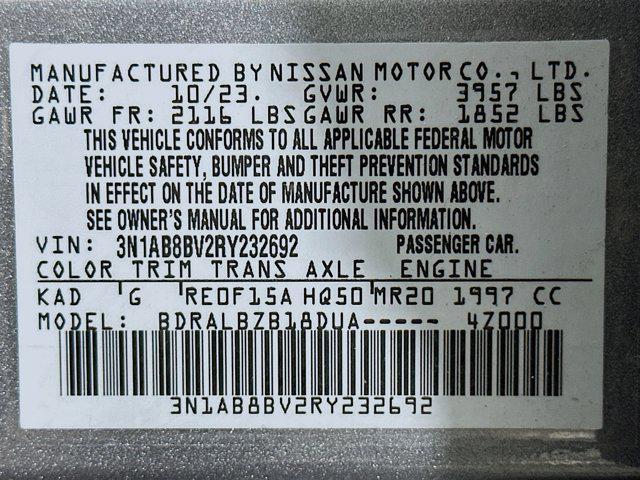 MANUFACTURED BY NISSAN MOTOR CO., LTD.
DATE: 10/23. GVWR: 3957 LBS
GAWR FR: 2116 LBS GAWR RR: 1852 LBS
THIS VEHICLE CONFORMS TO ALL APPLICABLE FEDERAL MOTOR
VEHICLE SAFETY, BUMPER AND THEFT PREVENTION STANDARDS
IN EFFECT ON THE DATE OF MANUFACTURE SHOWN ABOVE.
SEE OWNER'S MANUAL FOR ADDITIONAL INFORMATION.
VIN: 3N1AB8BV2RY232692 PASSENGER CAR.
COLOR TRIM TRANS AXLE ENGINE
KAD G RE0F15A HQ50 MR20 1997 CC
MODEL: BDRALBZB18DUA----- 4Z000
3N1AB8BV2RY232692